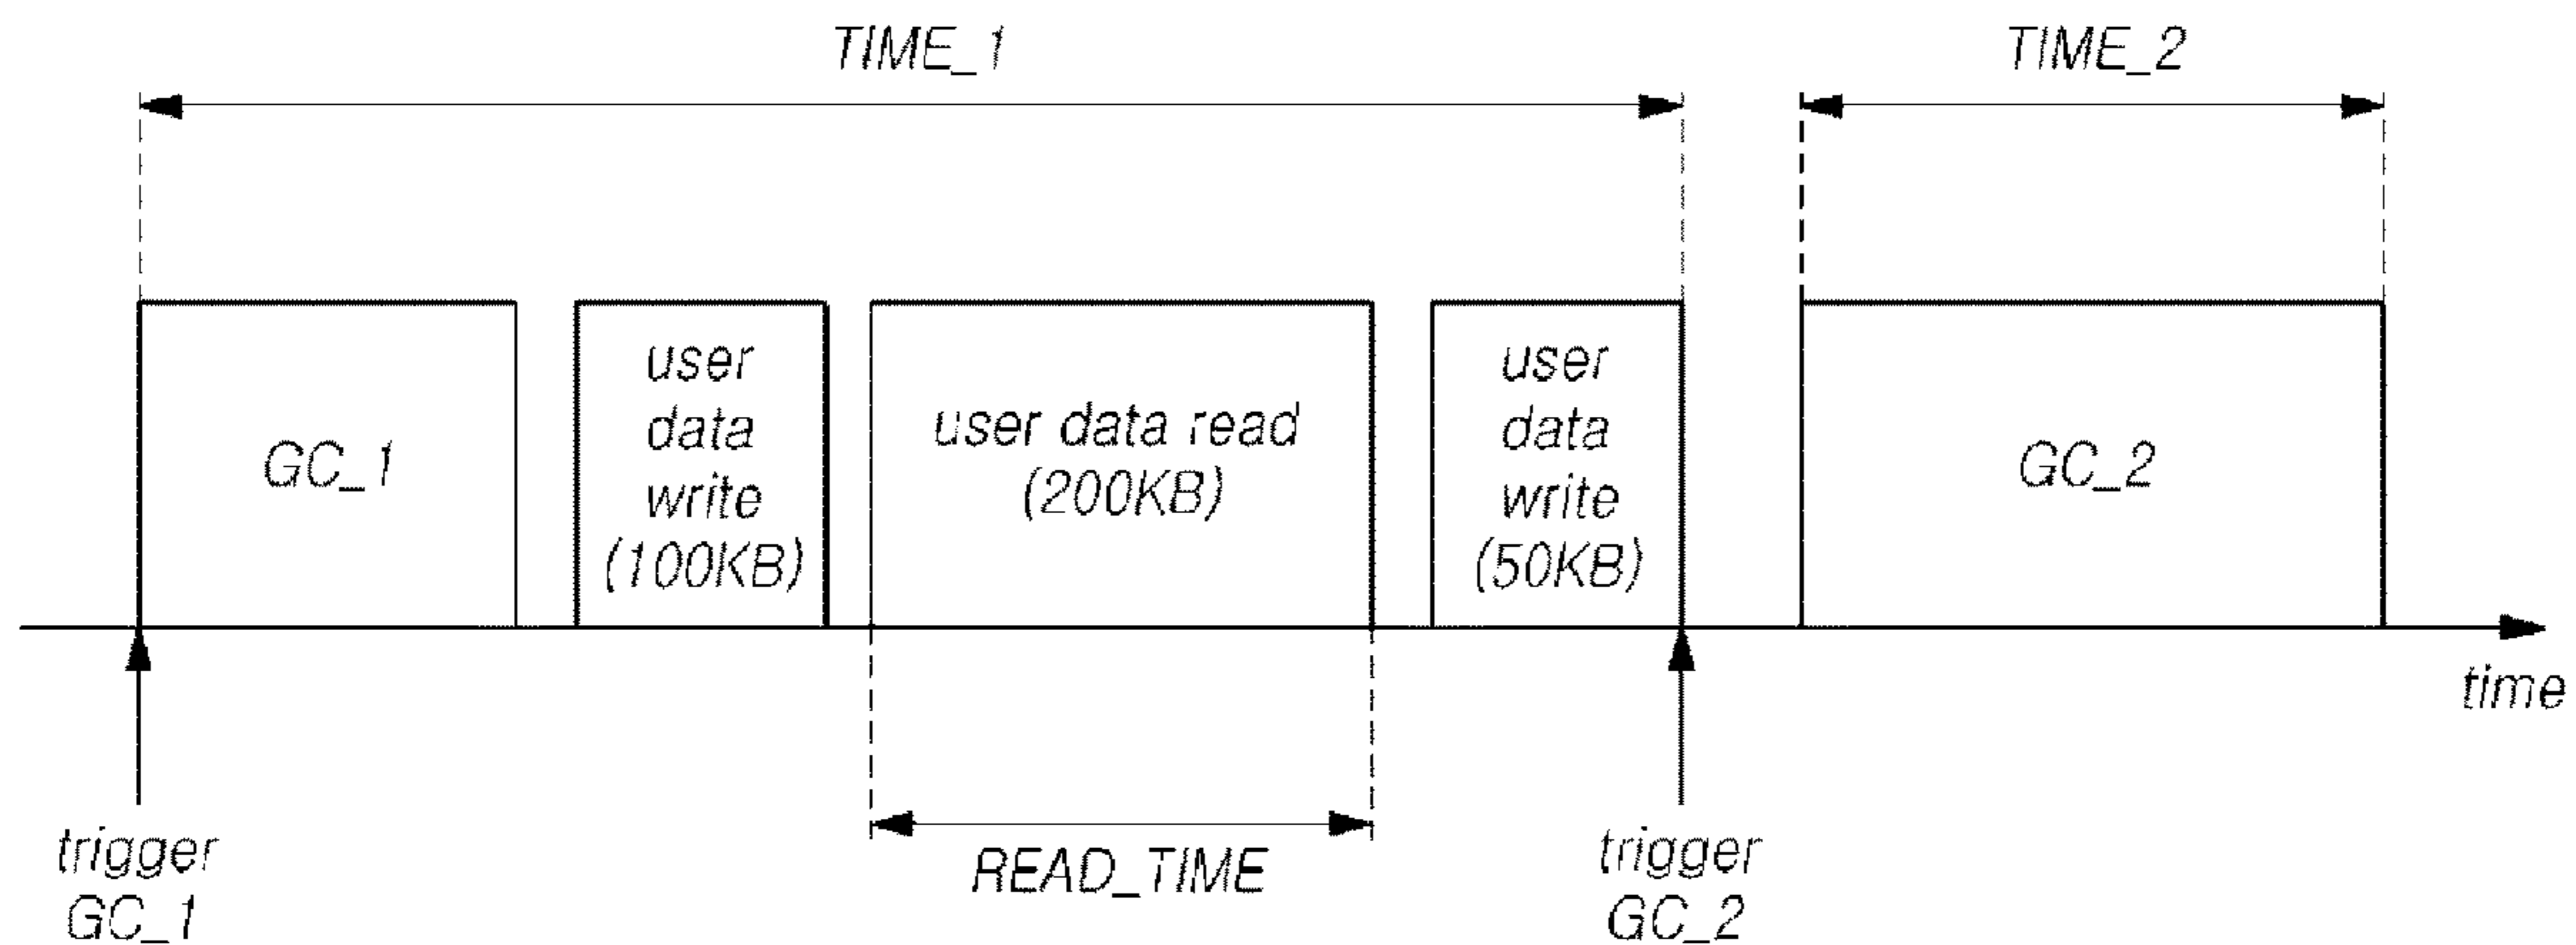 TIME_1
TIME_2
GC_1
user
data
write
(100KB)
user data read
(200KB)
user
data
write
(50KB)
GC_2
time
trigger
GC_1
READ_TIME
trigger
GC_2